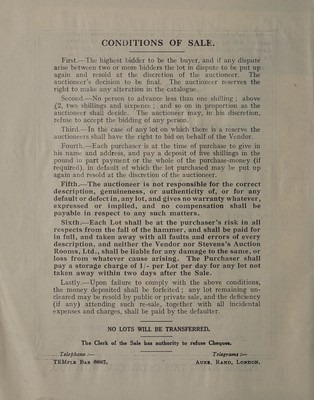 CONDITIONS OF SALE.
First.—The highest bidder to be the buyer, and if any dispute
arise between two or more bidders the lot in dispute to be put up
again and resold at the discretion of the auctioneer. The
auctioneer's decision to be final. The auctioneer reserves the
right to make any alteration in the catalogue.
Second.—No person to advance less than one shilling; above
£2, two shillings and sixpence; and so on in proportion as the
auctioneer shall decide. The auctioneer may, in his discretion,
refuse to accept the bidding of any person.
Third.—In the case of any lot on which there is a reserve the
auctioneers shall have the right to bid on behalf of the Vendor.
Fourth.—Each purchaser is at the time of purchase to give in
his name and address, and pay a deposit of five shillings in the
pound in part payment or the whole of the purchase-money (if
required), in default of which the lot purchased may be put up
again and resold at the discretion of the auctioneer.
Fifth.—The auctioneer is not responsible for the correct
description, genuineness, or authenticity of, or for any
default or defect in, any lot, and gives no warranty whatever,
expressed or implied, and no compensation shall be
payable in respect to any such matters.
Sixth.—Each Lot shall be at the purchaser's risk in all
respects from the fall of the hammer, and shall be paid for
in full, and taken away with all faults and errors of every
description, and neither the Vendor nor Stevens's Auction
Rooms, Ltd., shall be liable for any damage to the same, or
loss from whatever cause arising. The Purchaser shall
pay a storage charge of 1/- per Lot per day for any lot not
taken away within two days after the Sale.
Lastly.—Upon failure to comply with the above conditions,
the money deposited shall be forfeited; any lot remaining un-
cleared may be resold by public or private sale, and the deficiency
(if any) attending such re-sale, together with all incidental
expenses and charges, shall be paid by the defaulter.
NO LOTS WILL BE TRANSFERRED.
The Clerk of the Sale has authority to refuse Cheques.
Telephone :— Telegrams :—
TEMple Bar Auks, Rand, London.